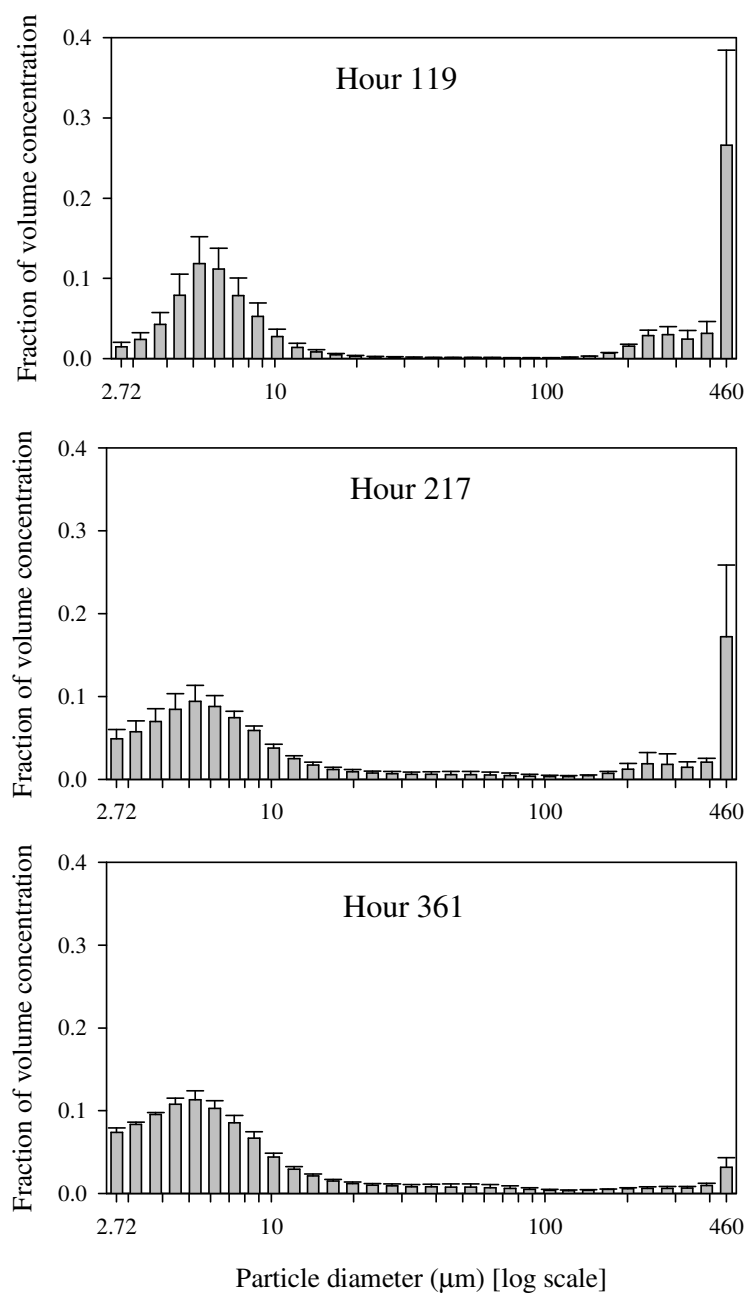 Fraction of volume concentration
0.4
0.3
0.2
0.1
0.0
Hour 119
2.72 10 100 460
Fraction of volume concentration
0.4
0.3
0.2
0.1
0.0
Hour 217
2.72 10 100 460
Fraction of volume concentration
0.4
0.3
0.2
0.1
0.0
Hour 361
2.72 10 100 460
Particle diameter (μm) [log scale]